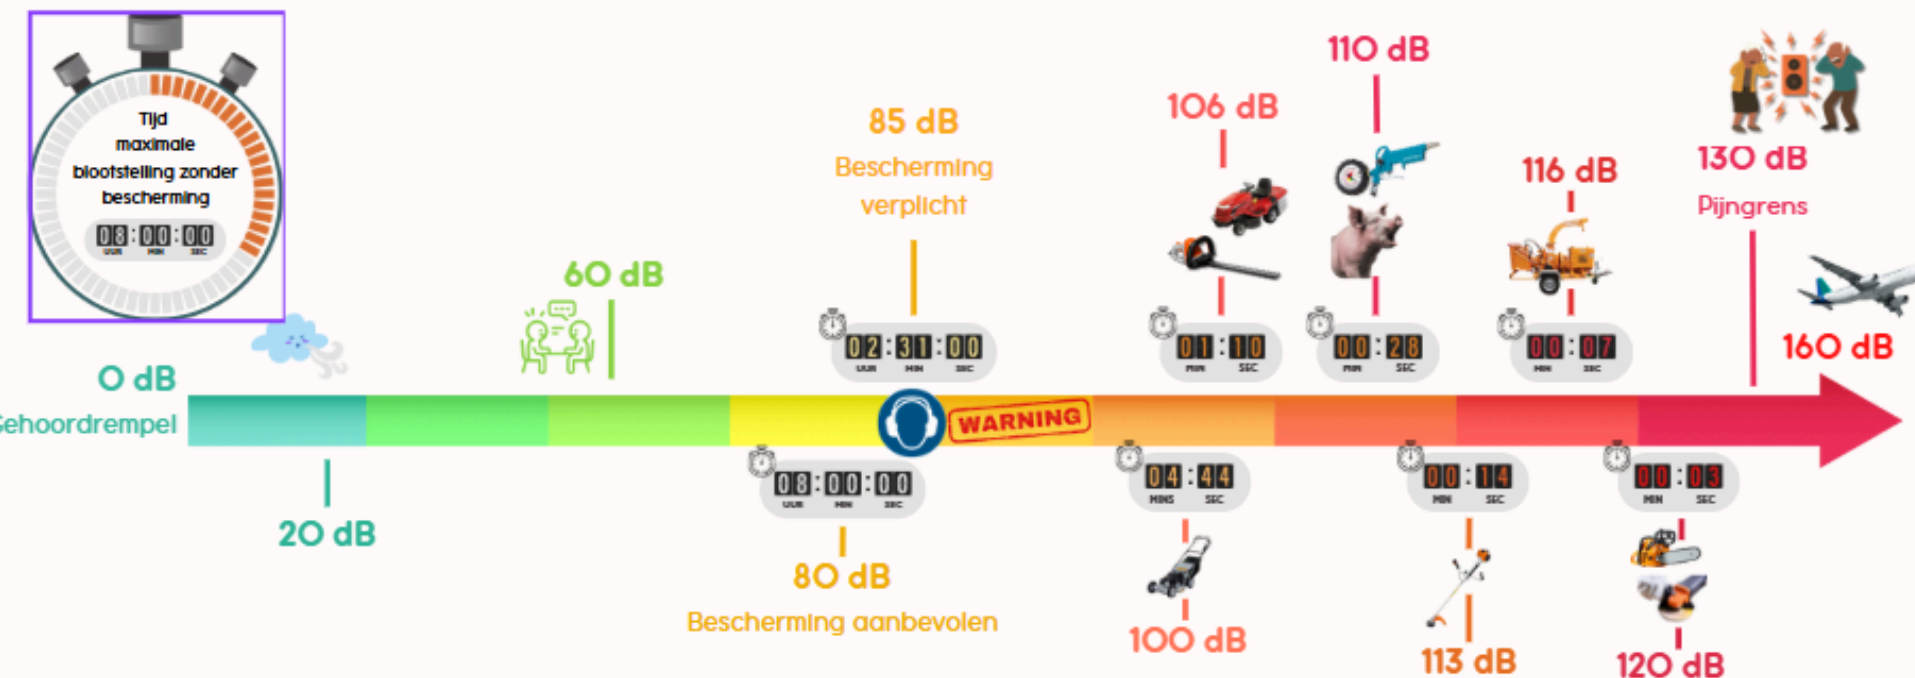 Tijd
maximale
blootstelling zonder
bescherming
08:00:00
UUR MIN SEC
0 dB
Gehoordrempel
20 dB
60 dB
85 dB
Bescherming
verplicht
02:31:00
UUR MIN SEC
WARNING
08:00:00
UUR MIN SEC
80 dB
Bescherming aanbevolen
106 dB
01:10
MIN SEC
04:44
MINS SEC
100 dB
110 dB
00:28
MIN SEC
00:14
MIN SEC
113 dB
116 dB
00:07
MIN SEC
00:03
MIN SEC
120 dB
130 dB
Pijngrens
160 dB